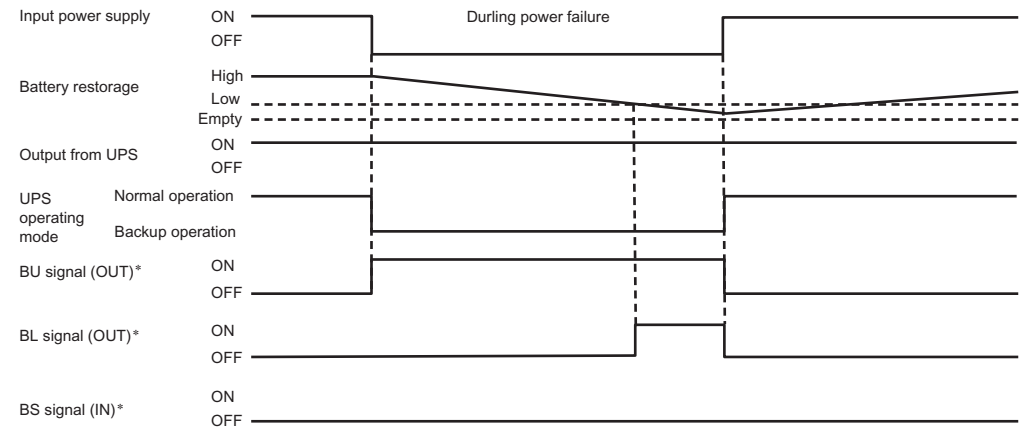 Input power supply ON Durling power failure
OFF
Battery restorage High
Low
Empty
Output from UPS ON
OFF
UPS operating mode Normal operation
Backup operation
BU signal (OUT)* ON
OFF
BL signal (OUT)* ON
OFF
BS signal (IN)* ON
OFF